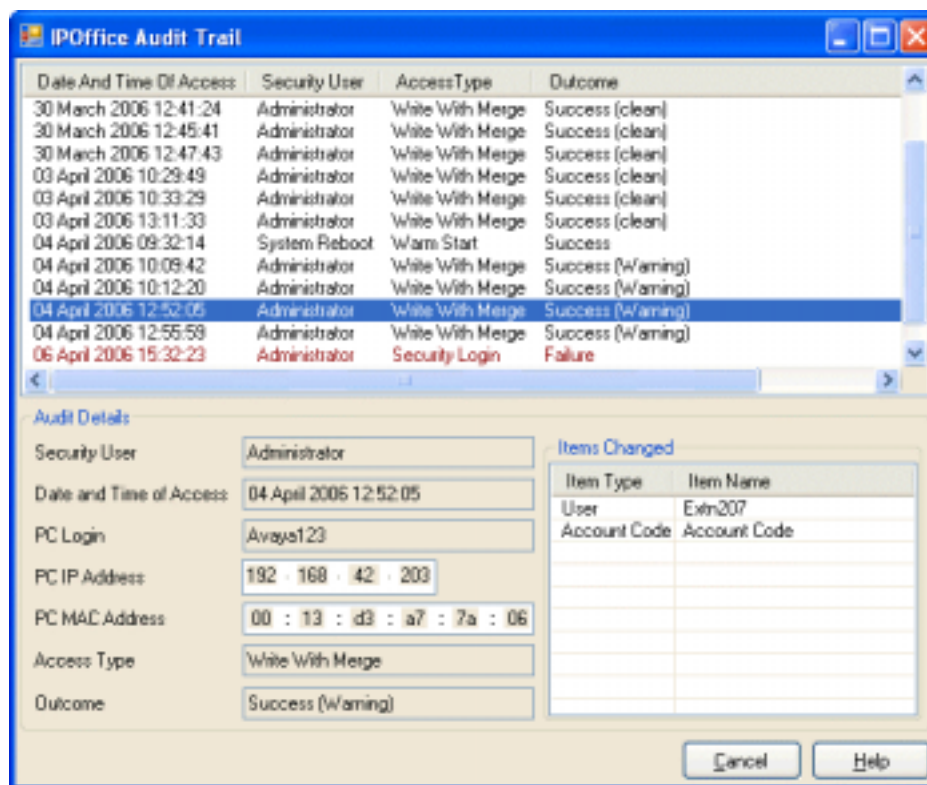 IPOffice Audit Trail
Date And Time Of Access Security User AccessType Outcome
30 March 2006 12:41:24 Administrator Write With Merge Success (clean)
30 March 2006 12:45:41 Administrator Write With Merge Success (clean)
30 March 2006 12:47:43 Administrator Write With Merge Success (clean)
03 April 2006 10:29:49 Administrator Write With Merge Success (clean)
03 April 2006 10:33:29 Administrator Write With Merge Success (clean)
03 April 2006 13:11:33 Administrator Write With Merge Success (clean)
04 April 2006 09:32:14 System Reboot Warm Start Success
04 April 2006 10:09:42 Administrator Write With Merge Success (Warning)
04 April 2006 10:12:20 Administrator Write With Merge Success (Warning)
04 April 2006 12:52:05 Administrator Write With Merge Success (Warning)
04 April 2006 12:55:59 Administrator Write With Merge Success (Warning)
06 April 2006 15:32:23 Administrator Security Login Failure
Audit Details
Security User Administrator
Date and Time of Access 04 April 2006 12:52:05
PC Login Avaya123
PC IP Address 192 . 168 . 42 . 203
PC MAC Address 00 : 13 : d3 : a7 : 7a : 06
Access Type Write With Merge
Outcome Success (Warning)
Items Changed
Item Type Item Name
User Extn207
Account Code Account Code
Cancel Help